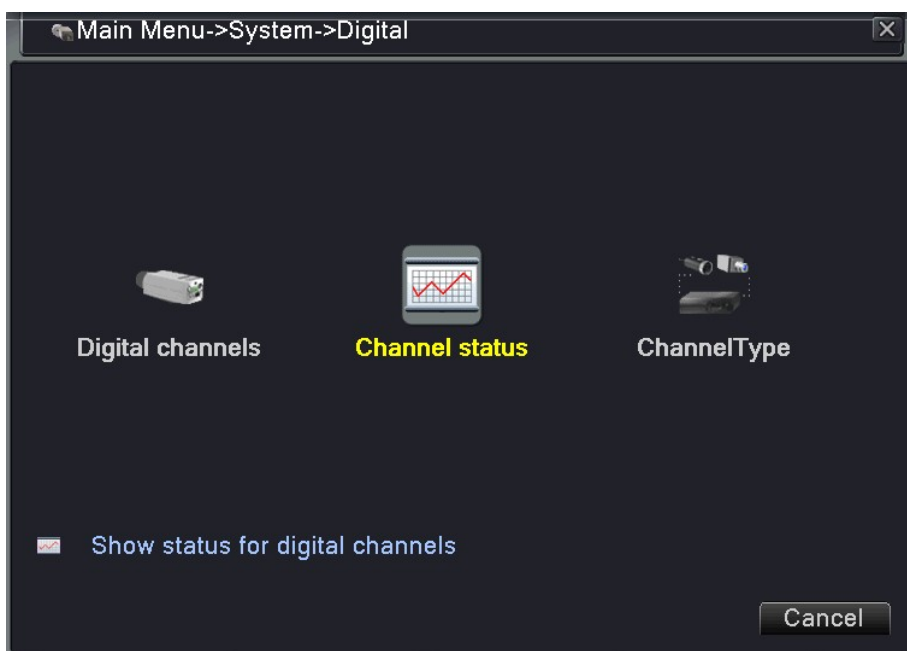 Main Menu->System->Digital
Digital channels
Channel status
ChannelType
Show status for digital channels
Cancel